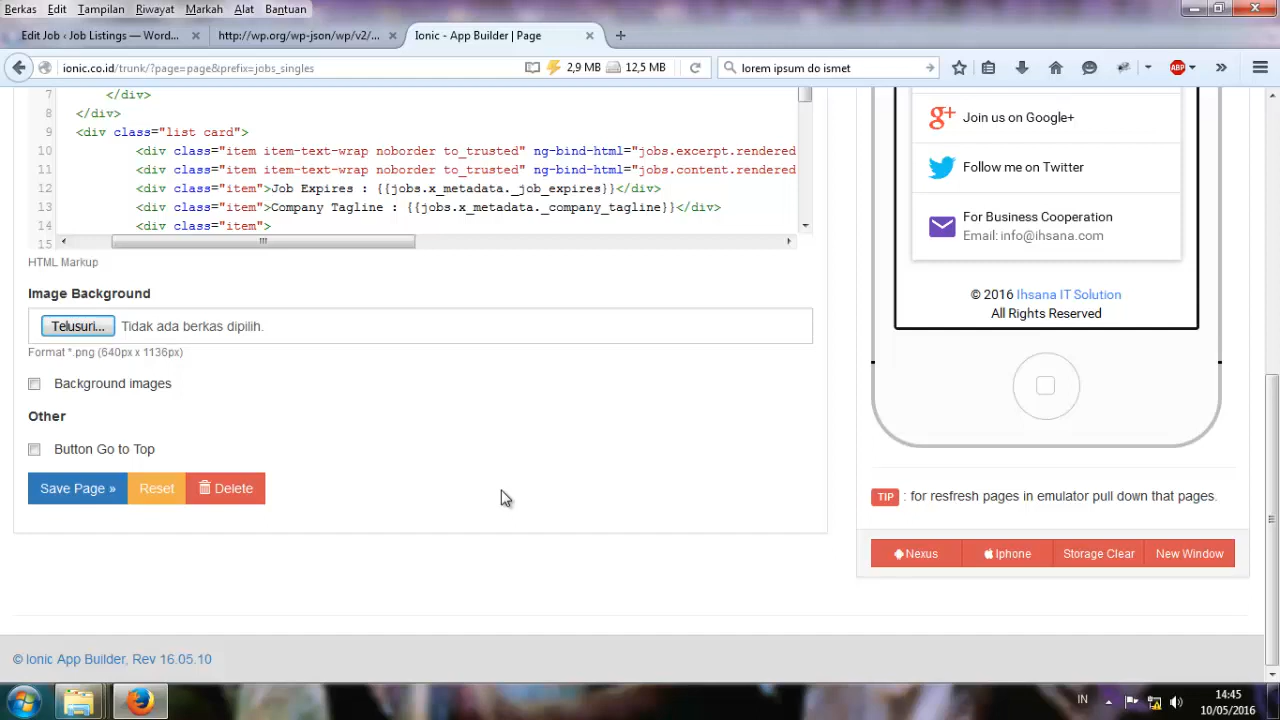 Berkas Edit Tampilan Riwayat Markah Alat Bantuan
Edit Job ‹ Job Listings — Word...
http://wp.org/wp-json/wp/v2/...
Ionic - App Builder | Page
ionic.co.id/trunk/?page=page&prefix=jobs_singles
2,9 MB
12,5 MB
lorem ipsum do ismet
ABP
7 </div>
8 </div>
9 <div class="list card">
10 <div class="item item-text-wrap noborder to_trusted" ng-bind-html="jobs.excerpt.rendered
11 <div class="item item-text-wrap noborder to_trusted" ng-bind-html="jobs.content.rendered
12 <div class="item">Job Expires : {{jobs.x_metadata._job_expires}}</div>
13 <div class="item">Company Tagline : {{jobs.x_metadata._company_tagline}}</div>
14 <div class="item">
15
HTML Markup
Image Background
Telusuri... Tidak ada berkas dipilih.
Format *.png (640px x 1136px)
Background images
Other
Button Go to Top
Save Page » Reset Delete
g+ Join us on Google+
Follow me on Twitter
For Business Cooperation
Email: info@ihsana.com
© 2016 Ihsana IT Solution
All Rights Reserved
TIP : for resfresh pages in emulator pull down that pages.
Nexus Iphone Storage Clear New Window
© Ionic App Builder, Rev 16.05.10
IN
14:45
10/05/2016